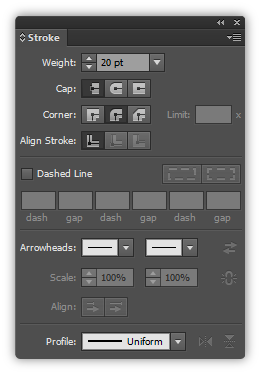 Stroke
Weight: 20 pt
Cap:
Corner: Limit: x
Align Stroke:
Dashed Line
dash gap dash gap dash gap
Arrowheads:
Scale: 100% 100%
Align:
Profile: Uniform